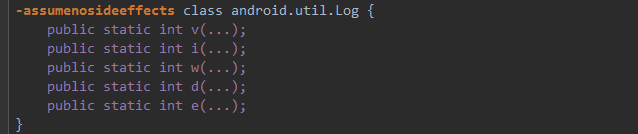 -assumenosideeffects class android.util.Log {
    public static int v(...);
    public static int i(...);
    public static int w(...);
    public static int d(...);
    public static int e(...);
}